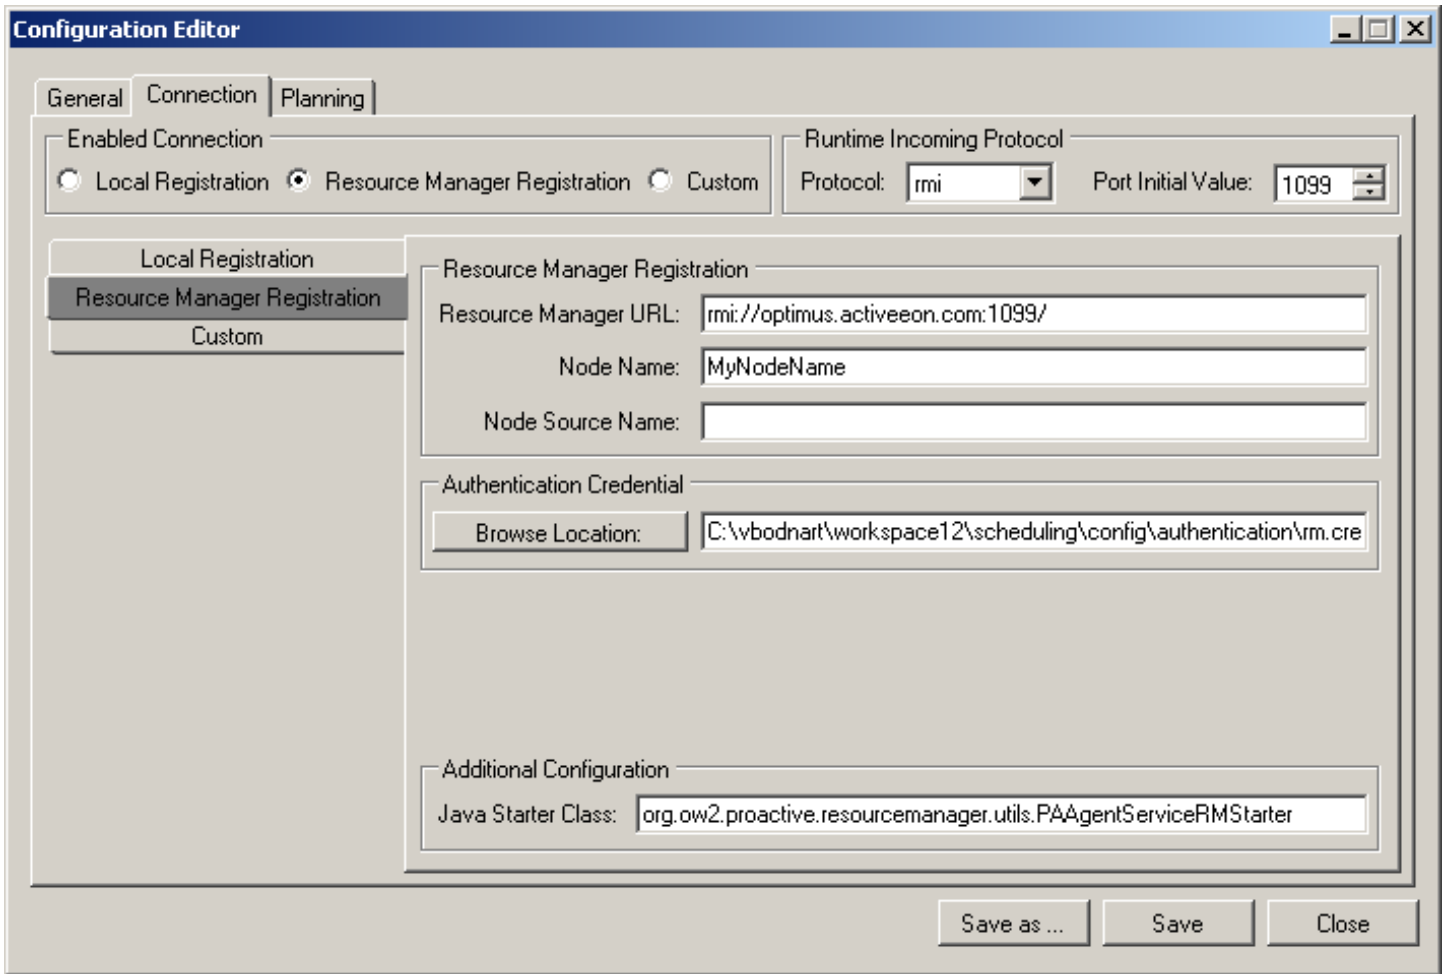 Configuration Editor
General Connection Planning
Enabled Connection Runtime Incoming Protocol
Local Registration Resource Manager Registration Custom Protocol: rmi Port Initial Value: 1099
Local Registration
Resource Manager Registration
Resource Manager Registration
Resource Manager URL: rmi://optimus.activeeon.com:1099/
Custom
Node Name: MyNodeName
Node Source Name:
Authentication Credential
Browse Location: C:\vbodnart\workspace12\scheduling\config\authentication\rm.cre
Additional Configuration
Java Starter Class: org.ow2.proactive.resourcemanager.utils.PAAgentServiceRMStarter
Save as ... Save Close